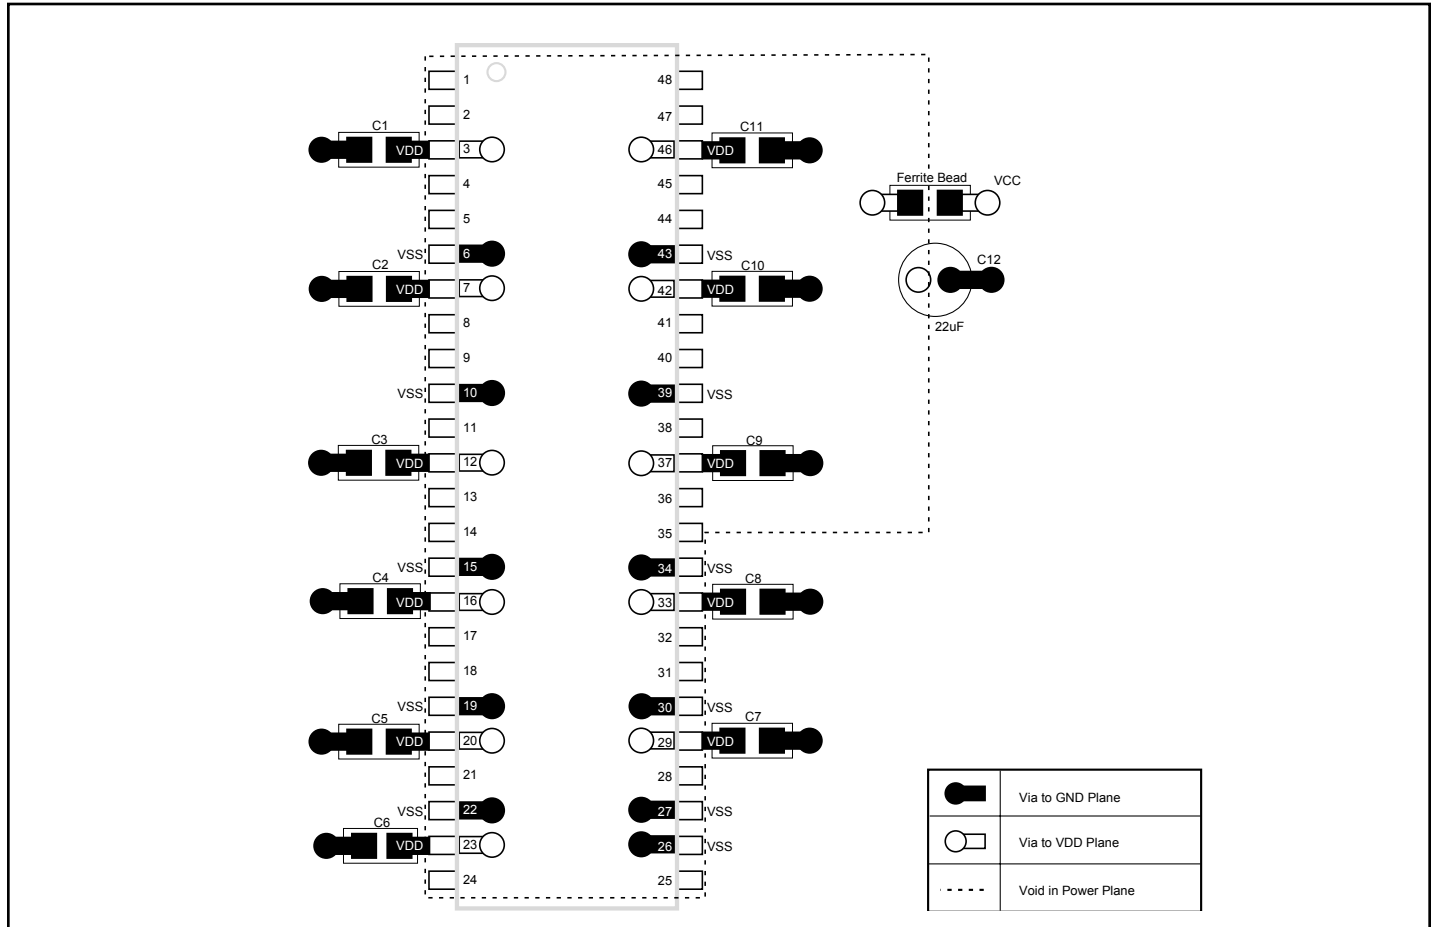 1 48
2 47
C1 C11
VDD 3 46 VDD
4 45
Ferrite Bead VCC
5 44
VSS 6 43 VSS
C2 C10 C12
VDD 7 42 VDD
8 41
22uF
9 40
VSS 10 39 VSS
11 38
C3 C9
VDD 12 37 VDD
13 36
14 35
VSS 15 34 VSS
C4 C8
VDD 16 33 VDD
17 32
18 31
VSS 19 30 VSS
C5 C7
VDD 20 29 VDD
21 28
VSS 22 27 VSS
C6
VDD 23 26 VSS
24 25
Via to GND Plane
Via to VDD Plane
Void in Power Plane